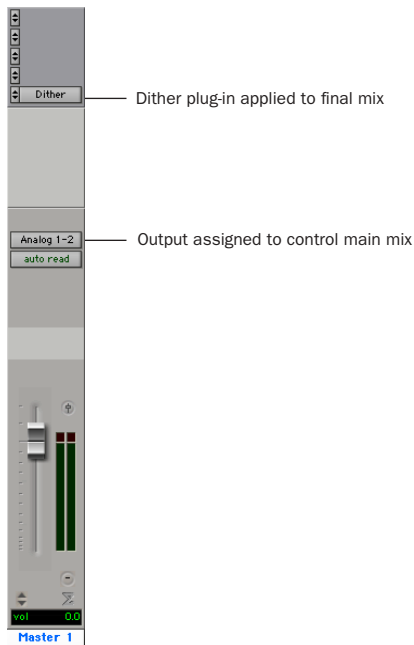 Dither
Dither plug-in applied to final mix
Analog 1-2
Output assigned to control main mix
auto read
vol 0.0
Master 1